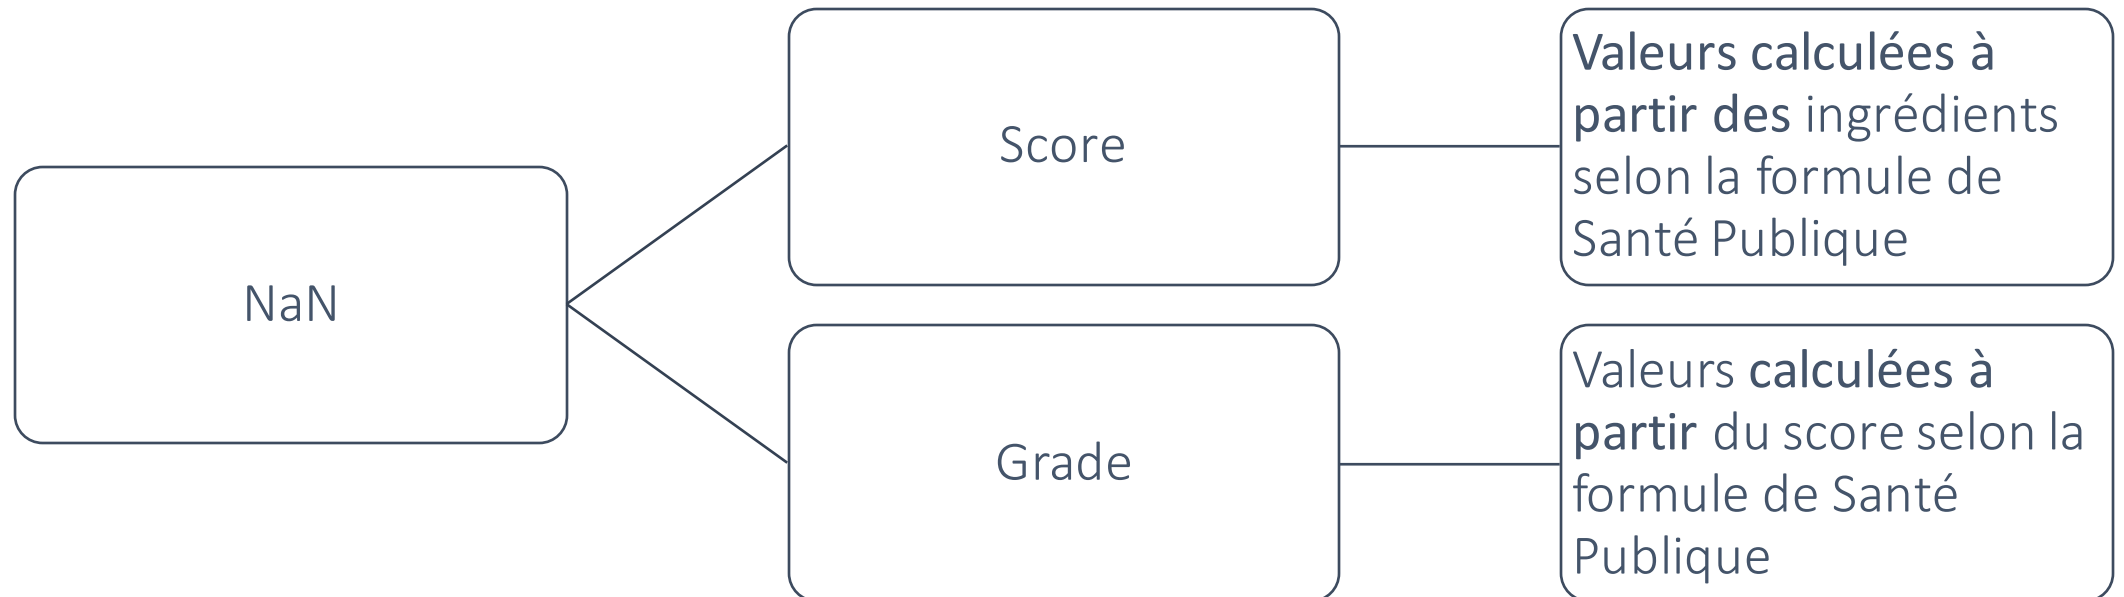 NaN
Score
Valeurs calculées à
partir des ingrédients
selon la formule de
Santé Publique
Grade
Valeurs calculées à
partir du score selon la
formule de Santé
Publique